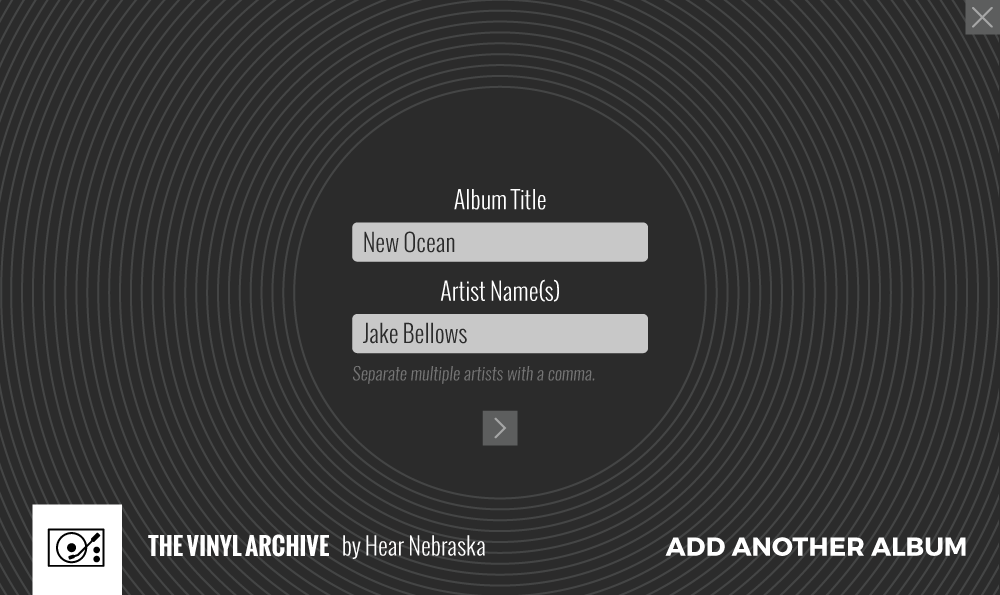 Album Title
New Ocean
Artist Name(s)
Jake Bellows
Separate multiple artists with a comma.
THE VINYL ARCHIVE by Hear Nebraska
ADD ANOTHER ALBUM